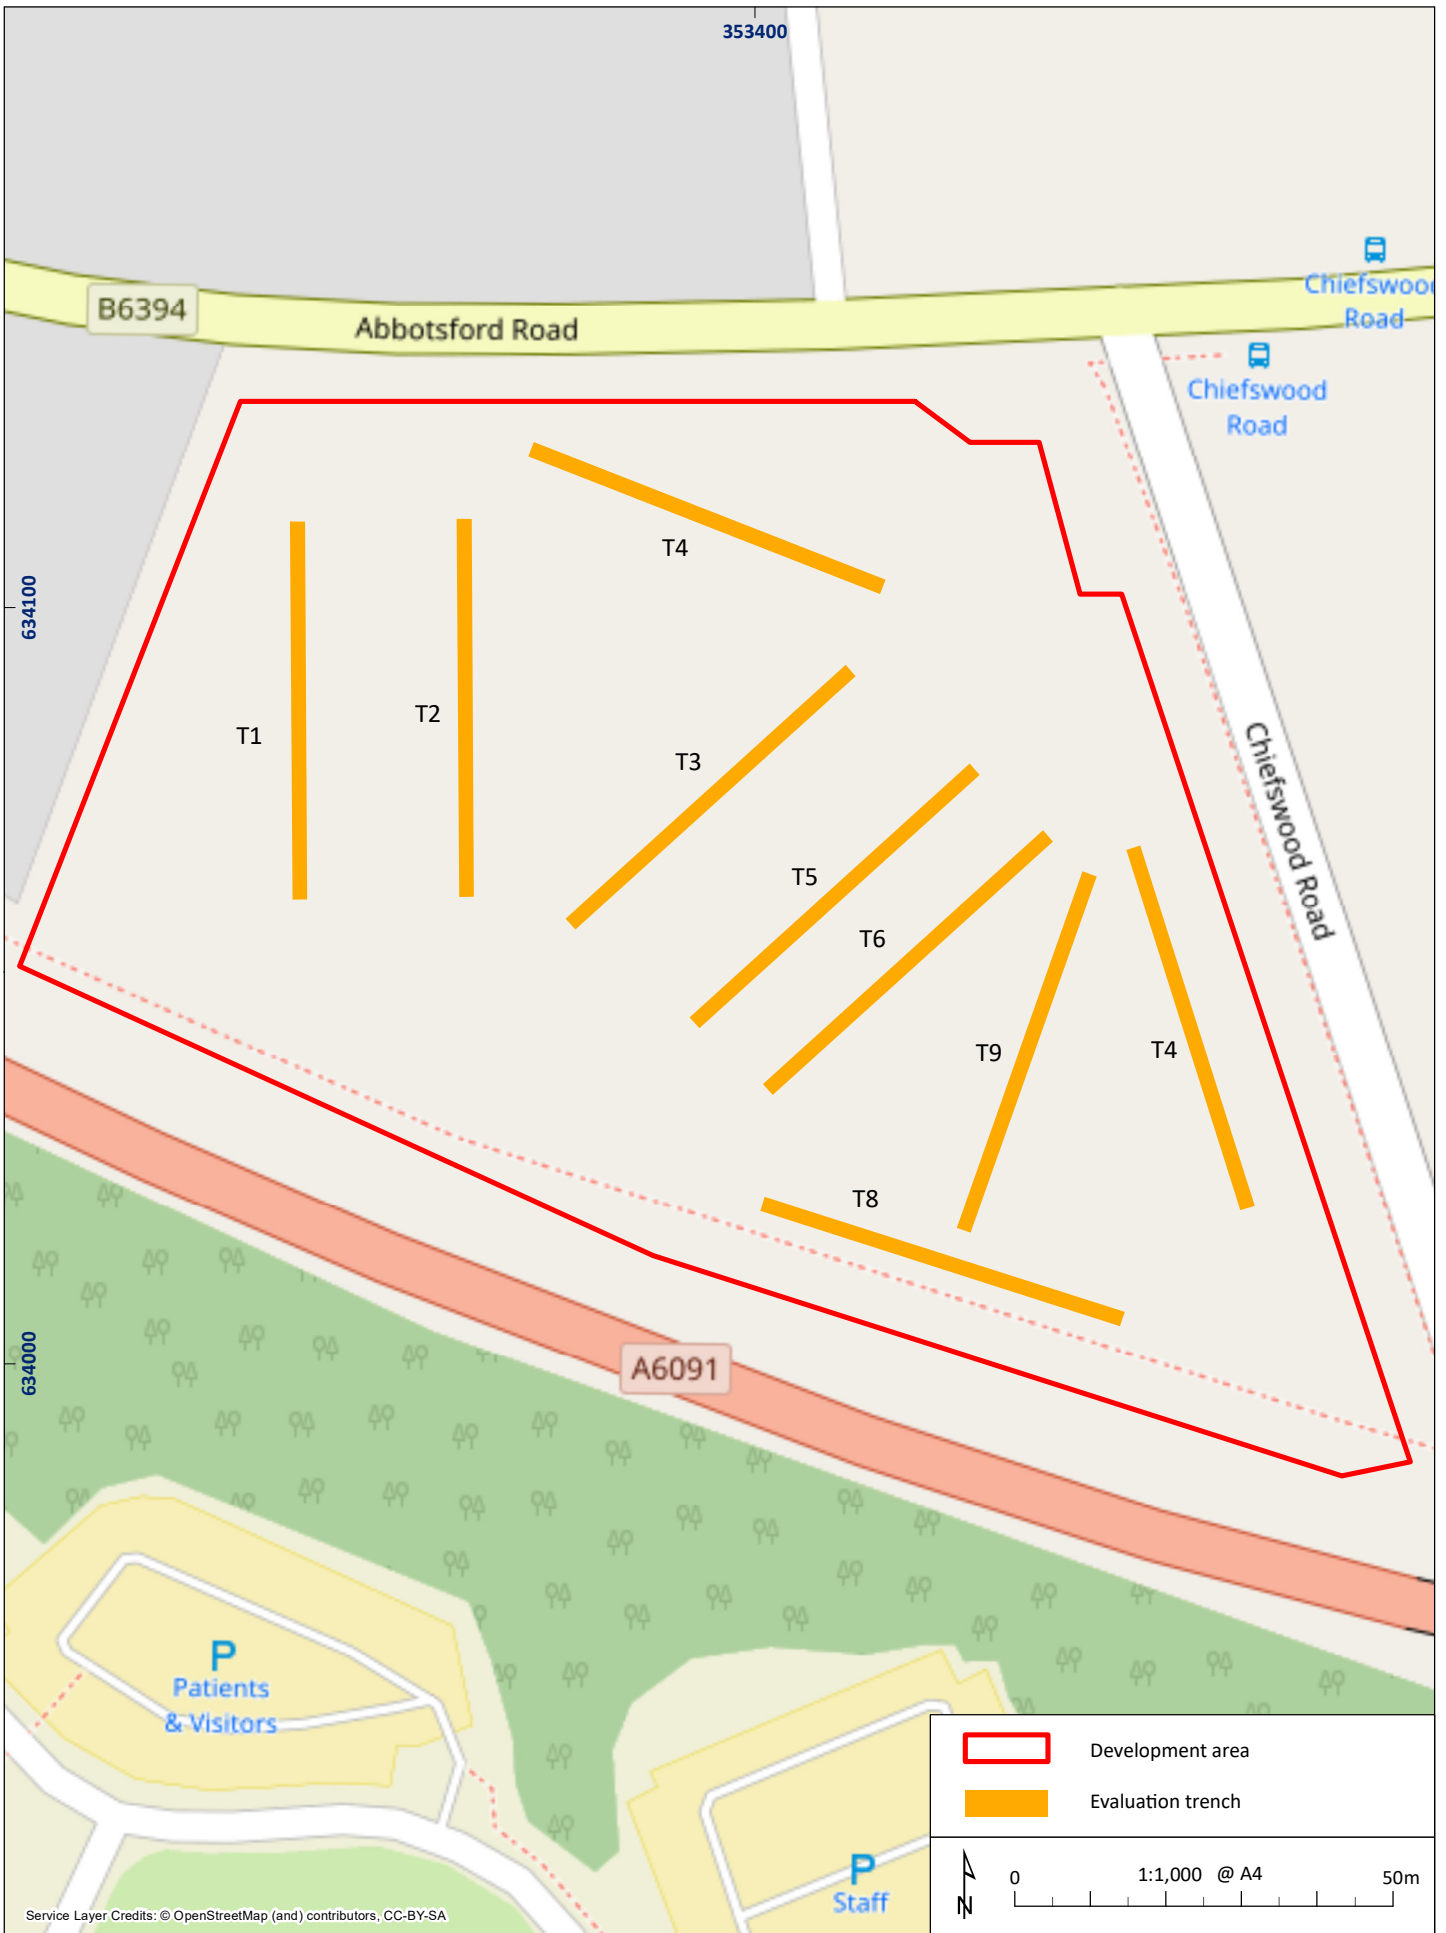 353400
B6394
Abbotsford Road
Chiefswoo
Road
Chiefswood
Road
T4
634100
T1
T2
T3
Chiefswood Road
T5
T6
T9
T4
T8
634000
A6091
P
Patients
& Visitors
P
Staff
Development area
Evaluation trench
N
0
1:1,000 @ A4
50m
Service Layer Credits: © OpenStreetMap (and) contributors, CC-BY-SA